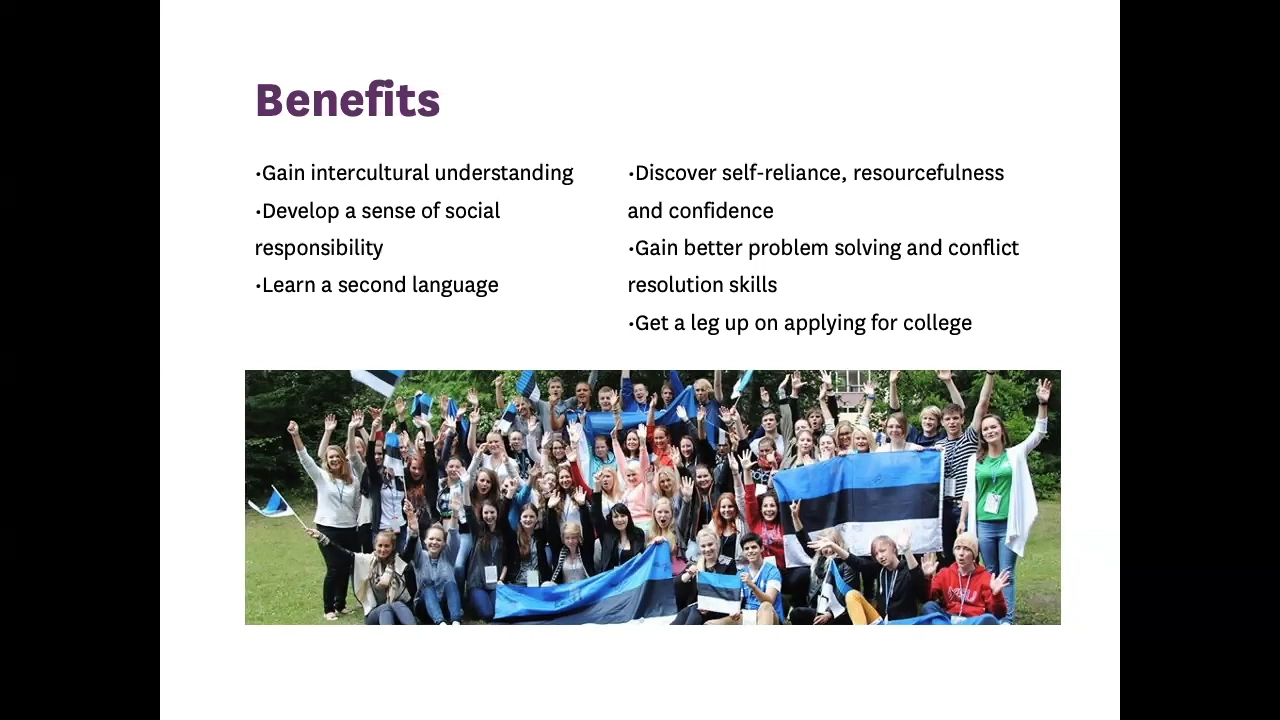 Benefits
•Gain intercultural understanding
•Develop a sense of social
responsibility
•Learn a second language
•Discover self-reliance, resourcefulness
and confidence
•Gain better problem solving and conflict
resolution skills
•Get a leg up on applying for college